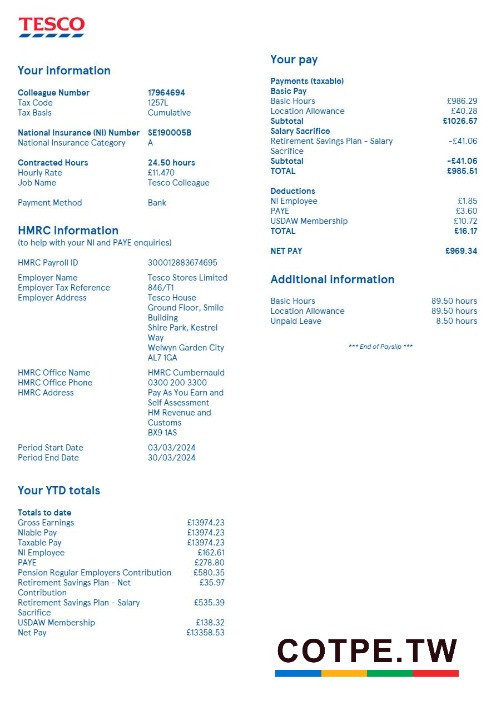 TESCO
Your information
Colleague Number 17964694
Tax Code 1257L
Tax Basis Cumulative
National Insurance (NI) Number SE190005B
National Insurance Category A
Contracted Hours 24.50 hours
Hourly Rate £11.470
Job Name Tesco Colleague
Payment Method Bank
HMRC Information
(to help with your NI and PAYE enquiries)
HMRC Payroll ID 300012883674695
Employer Name Tesco Stores Limited
Employer Tax Reference 846/T1
Employer Address Tesco House
Ground Floor, Smile
Building
Shire Park, Kestrel
Way
Welwyn Garden City
AL7 1GA
HMRC Office Name HMRC Cumbernauld
HMRC Office Phone 0300 200 3300
HMRC Address Pay As You Earn and
Self Assessment
HM Revenue and
Customs
BX9 1AS
Period Start Date 03/03/2024
Period End Date 30/03/2024
Your YTD totals
Totals to date
Gross Earnings £13974.23
Niable Pay £13974.23
Taxable Pay £13974.23
NI Employee £162.61
PAYE £278.80
Pension Regular Employers Contribution £580.35
Retirement Savings Plan - Net £35.97
Contribution
Retirement Savings Plan - Salary £535.39
Sacrifice
USDAW Membership £138.32
Net Pay £13358.53
Your pay
Payments (taxable)
Basic Pay
Basic Hours £986.29
Location Allowance £40.28
Subtotal £1026.57
Salary Sacrifice
Retirement Savings Plan - Salary -£41.06
Sacrifice
Subtotal -£41.06
TOTAL £985.51
Deductions
NI Employee £1.85
PAYE £3.60
USDAW Membership £10.72
TOTAL £16.17
NET PAY £969.34
Additional information
Basic Hours 89.50 hours
Location Allowance 89.50 hours
Unpaid Leave 8.50 hours
*** End of Payslip ***
COTPE.TW